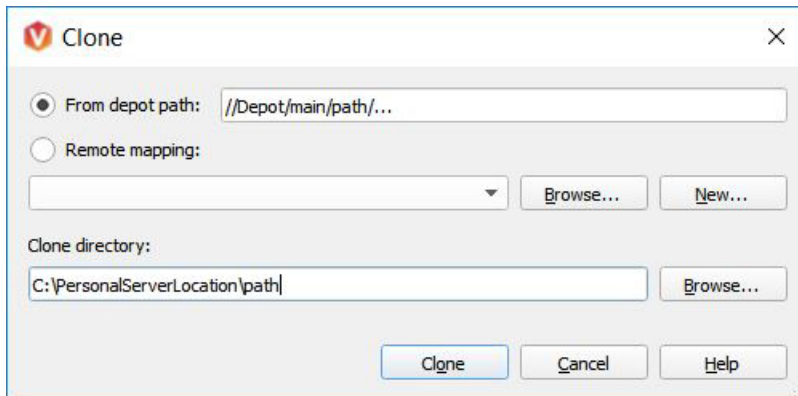 Clone
From depot path: //Depot/main/path/...
Remote mapping:
Browse... New...
Clone directory:
C:\PersonalServerLocation\path Browse...
Clone Cancel Help